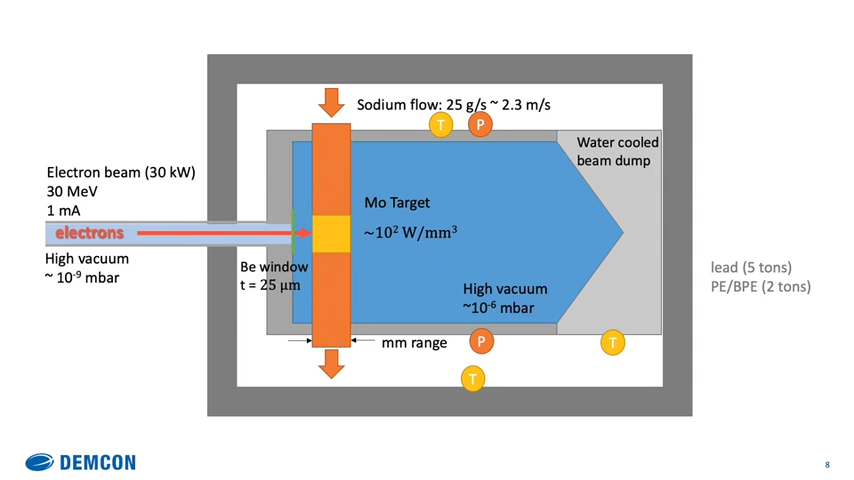 Sodium flow: 25 g/s ~ 2.3 m/s
T
P
Water cooled
beam dump
Electron beam (30 kW)
30 MeV
1 mA
electrons
Mo Target
~10² W/mm³
High vacuum
~ 10⁻⁹ mbar
Be window
t = 25 µm
High vacuum
~10⁻⁶ mbar
lead (5 tons)
PE/BPE (2 tons)
mm range
P
T
T
DEMCON
8